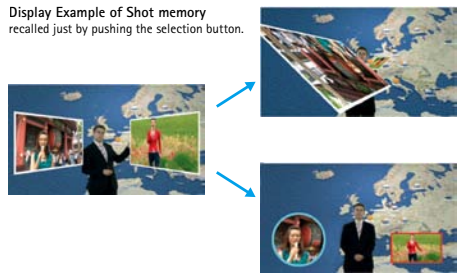 Display Example of Shot memory
recalled just by pushing the selection button.